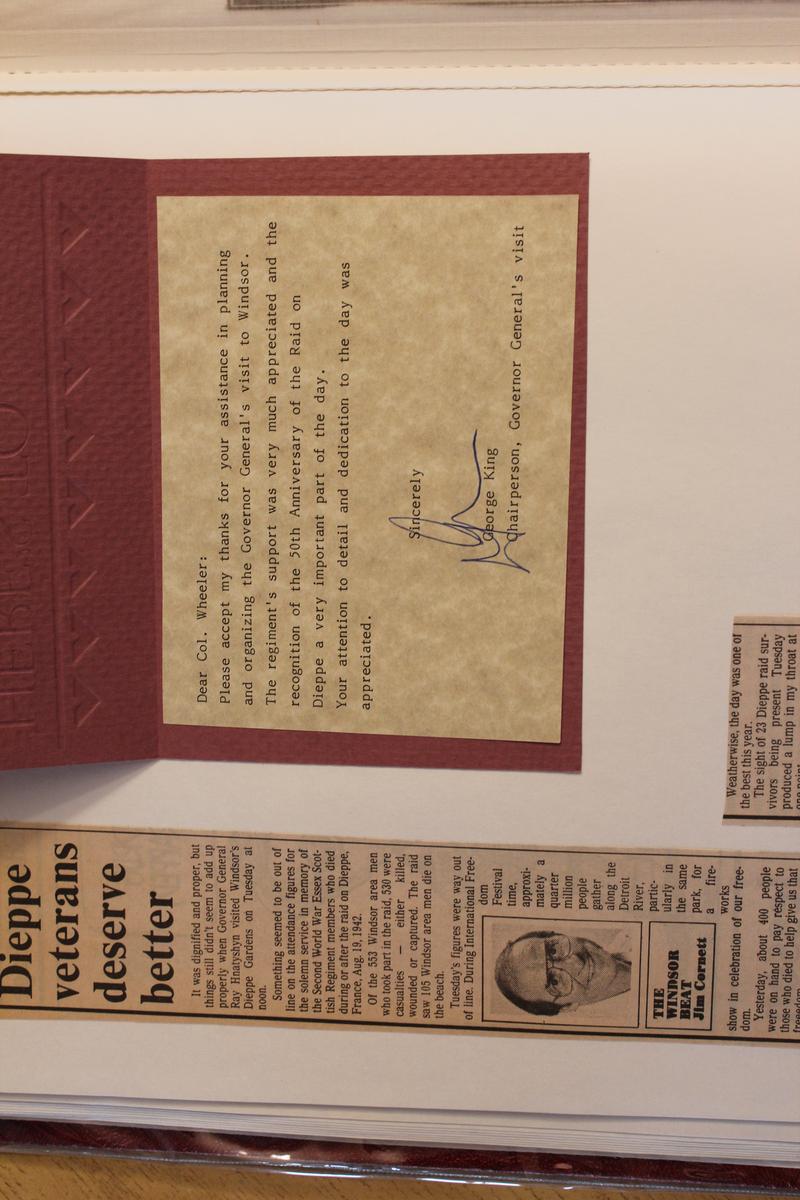 Dear Col. Wheeler:
Please accept my thanks for your assistance in planning
and organizing the Governor General's visit to Windsor.
The regiment's support was very much appreciated and the
recognition of the 50th Anniversary of the Raid on
Dieppe a very important part of the day.
Your attention to detail and dedication to the day was
appreciated.
Sincerely
George King
Chairperson, Governor General's visit
Dieppe
veterans
deserve
better
It was dignified and proper, but
things still didn't seem to add up
properly when Governor General
Ray Hnatyshyn visited Windsor's
Dieppe Gardens on Tuesday at
noon.
Something seemed to be out of
line on the attendance figures for
the solemn service in memory of
the Second World War Essex Scot-
tish Regiment members who died
during or after the raid on Dieppe,
France, Aug. 19, 1942.
Of the 553 Windsor area men
who took part in the raid, 530 were
casualties — either killed,
wounded or captured. The raid
saw 105 Windsor area men die on
the beach.
Tuesday's figures were way out
of line. During International Free-
dom
Festival
time,
approxi-
mately a
quarter
million
people
gather
along the
Detroit
River,
partic-
ularly in
the same
park, for
a fire-
works
THE
WINDSOR
BEAT
Jim Cornett
show in celebration of our free-
dom.
Yesterday, about 400 people
were on hand to pay respect to
those who died to help give us that
freedom.
Weatherwise, the day was one of
the best this year.
The sight of 23 Dieppe raid sur-
vivors being present Tuesday
produced a lump in my throat at